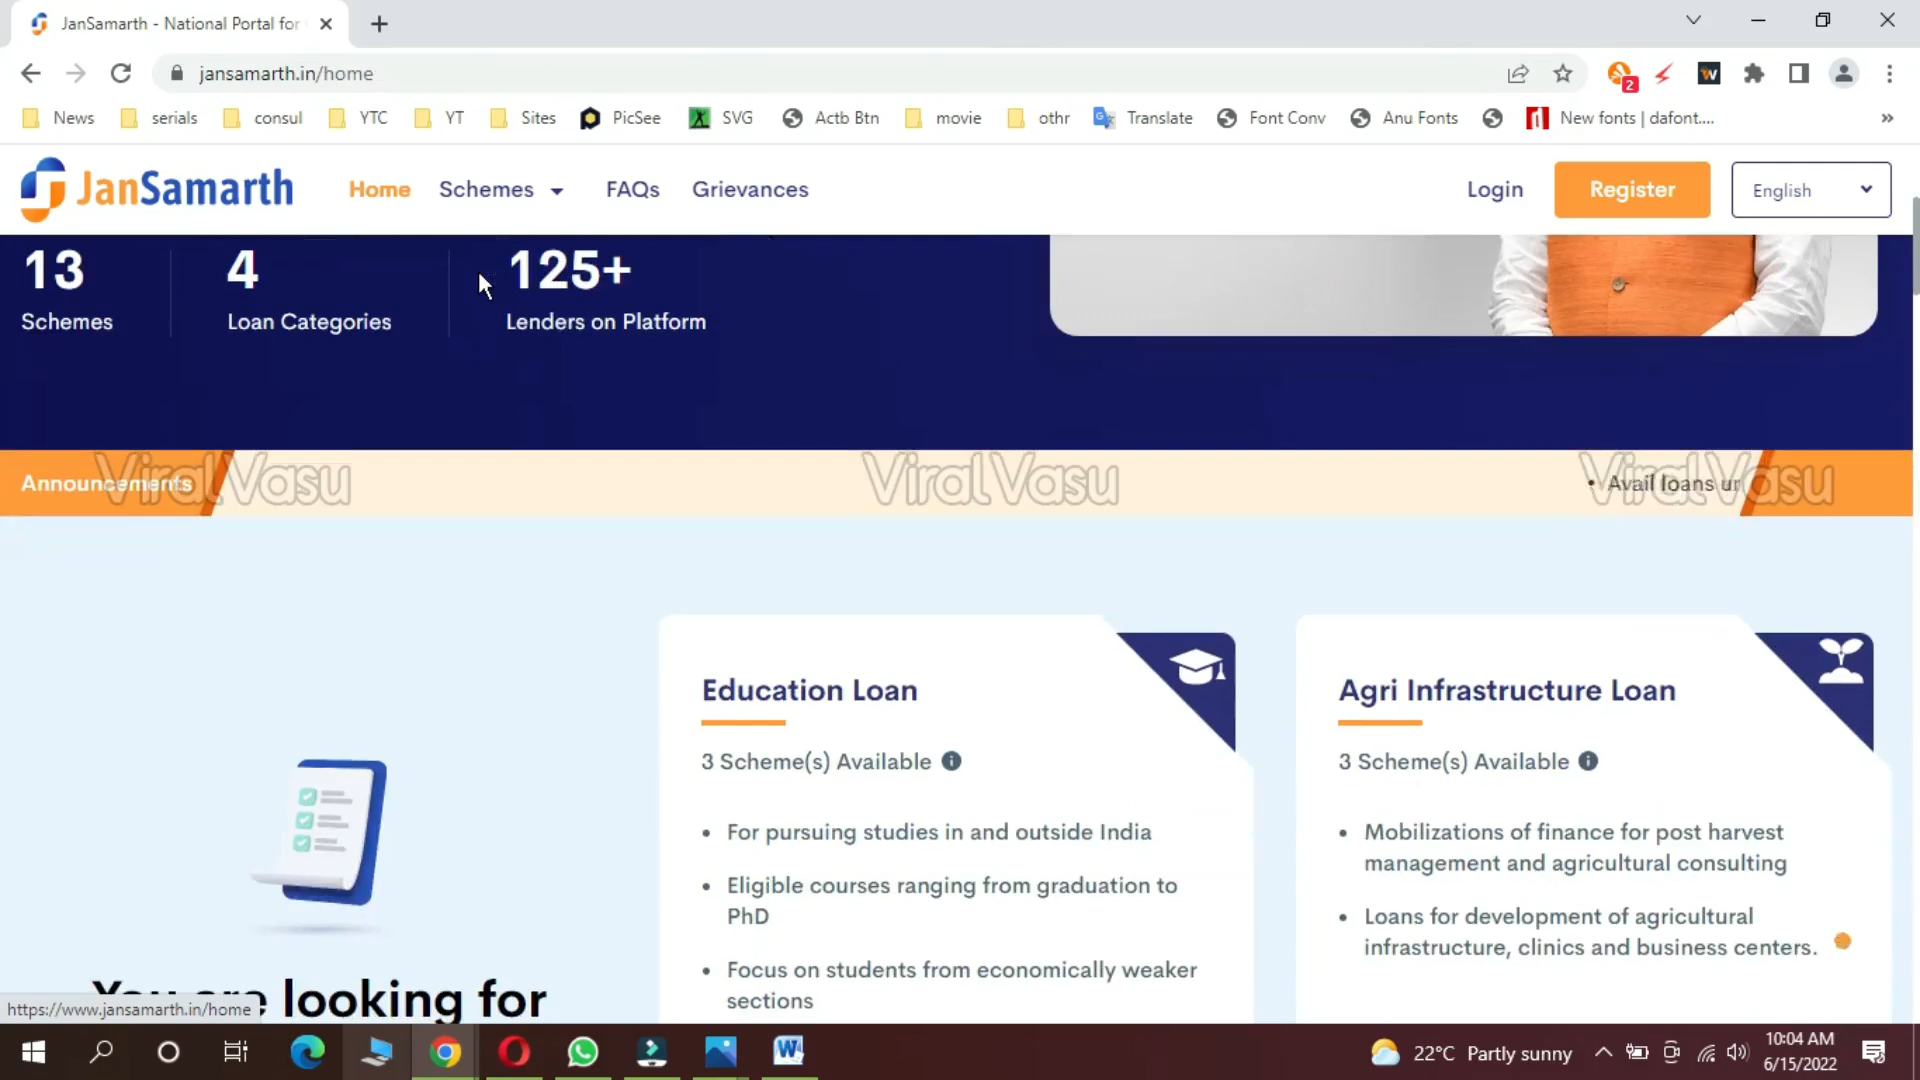 JanSamarth - National Portal for
jansamarth.in/home
2
News
serials
consul
YTC
YT
Sites
PicSee
SVG
Actb Btn
movie
othr
Translate
Font Conv
Anu Fonts
New fonts | dafont....
»
JanSamarth
Home
Schemes
FAQs
Grievances
Login
Register
English
13
Schemes
4
Loan Categories
125+
Lenders on Platform
Announcements
ViralVasu
ViralVasu
• Avail loans ur
ViralVasu
Education Loan
3 Scheme(s) Available
• For pursuing studies in and outside India
• Eligible courses ranging from graduation to
PhD
• Focus on students from economically weaker
sections
Agri Infrastructure Loan
3 Scheme(s) Available
• Mobilizations of finance for post harvest
management and agricultural consulting
• Loans for development of agricultural
infrastructure, clinics and business centers.
You are looking for
https://www.jansamarth.in/home
22°C Partly sunny
10:04 AM
6/15/2022